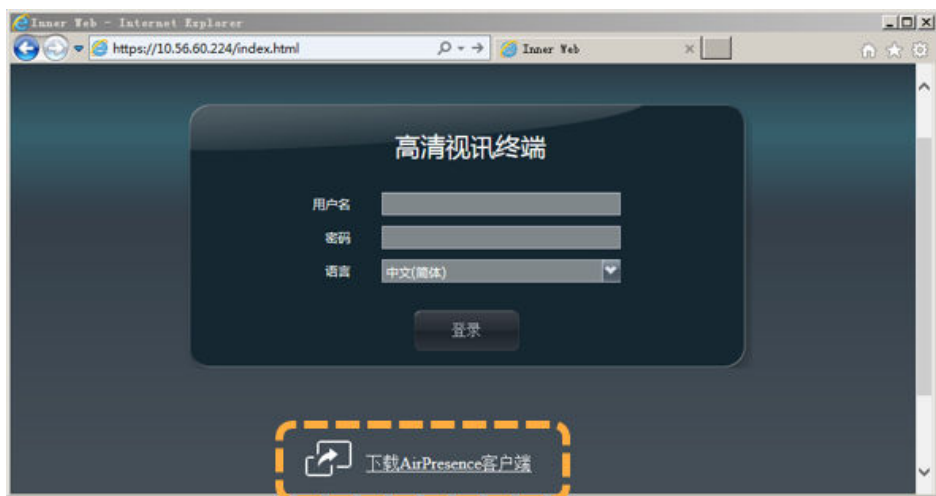 Inner Web - Internet Explorer
https://10.56.60.224/index.html
Inner Web
高清视讯终端
用户名
密码
语言
中文(简体)
登录
下载AirPresence客户端